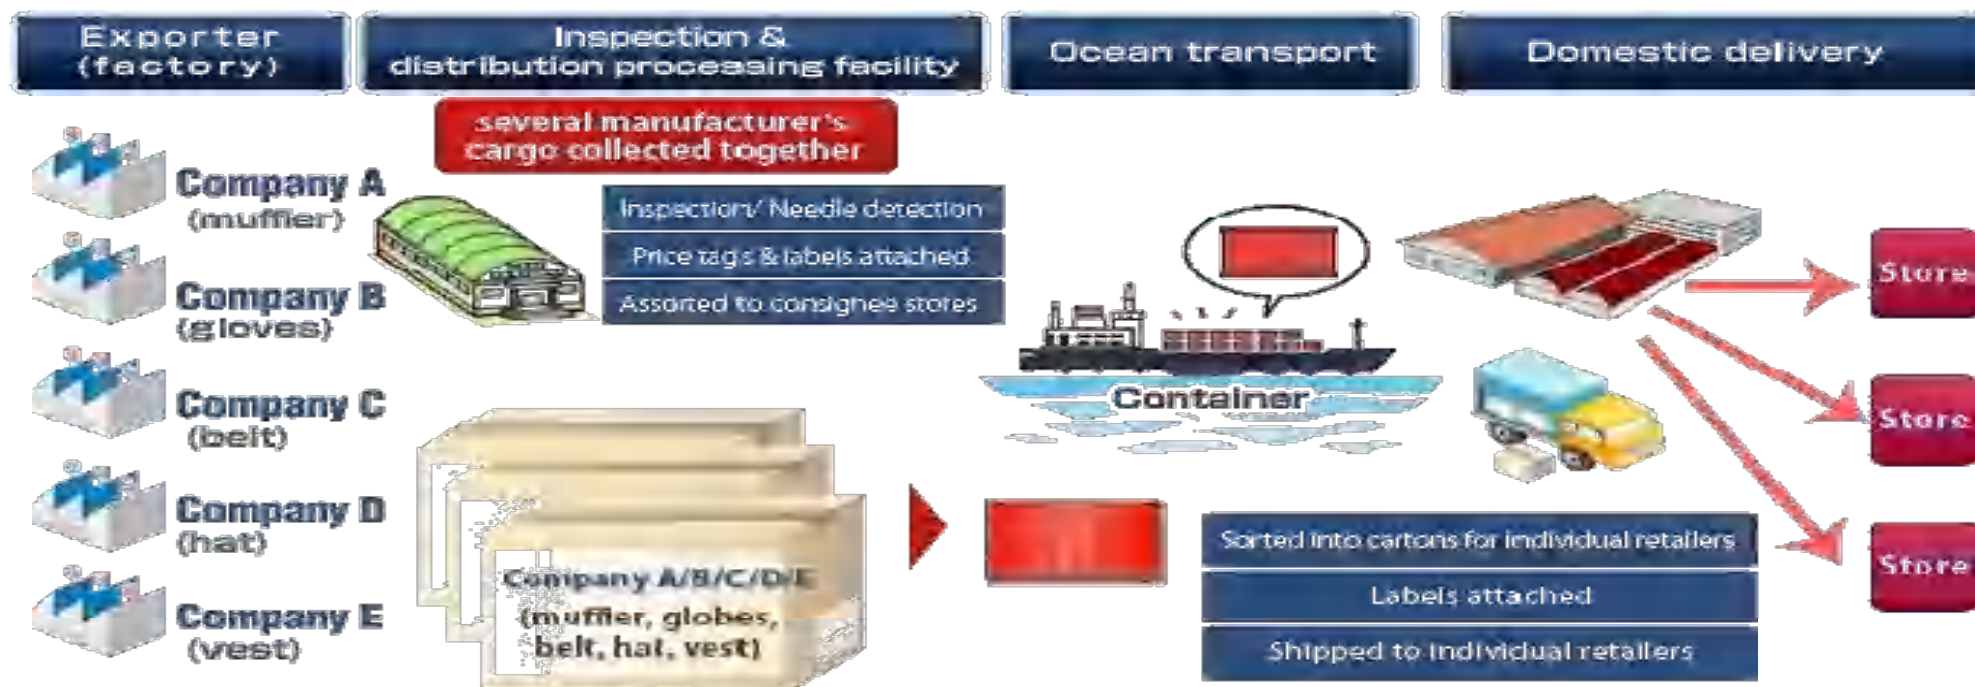 Exporter
(factory)
Inspection &
distribution processing facility
Ocean transport
Domestic delivery
several manufacturer's
cargo collected together
Company A
(muffler)
Company B
(gloves)
Company C
(belt)
Company D
(hat)
Company E
(vest)
Inspection/ Needle detection
Price tags & labels attached
Assorted to consignee stores
Company A/B/C/D/E
(muffler, globes,
belt, hat, vest)
Container
Sorted into cartons for individual retailers
Labels attached
Shipped to individual retailers
Store
Store
Store